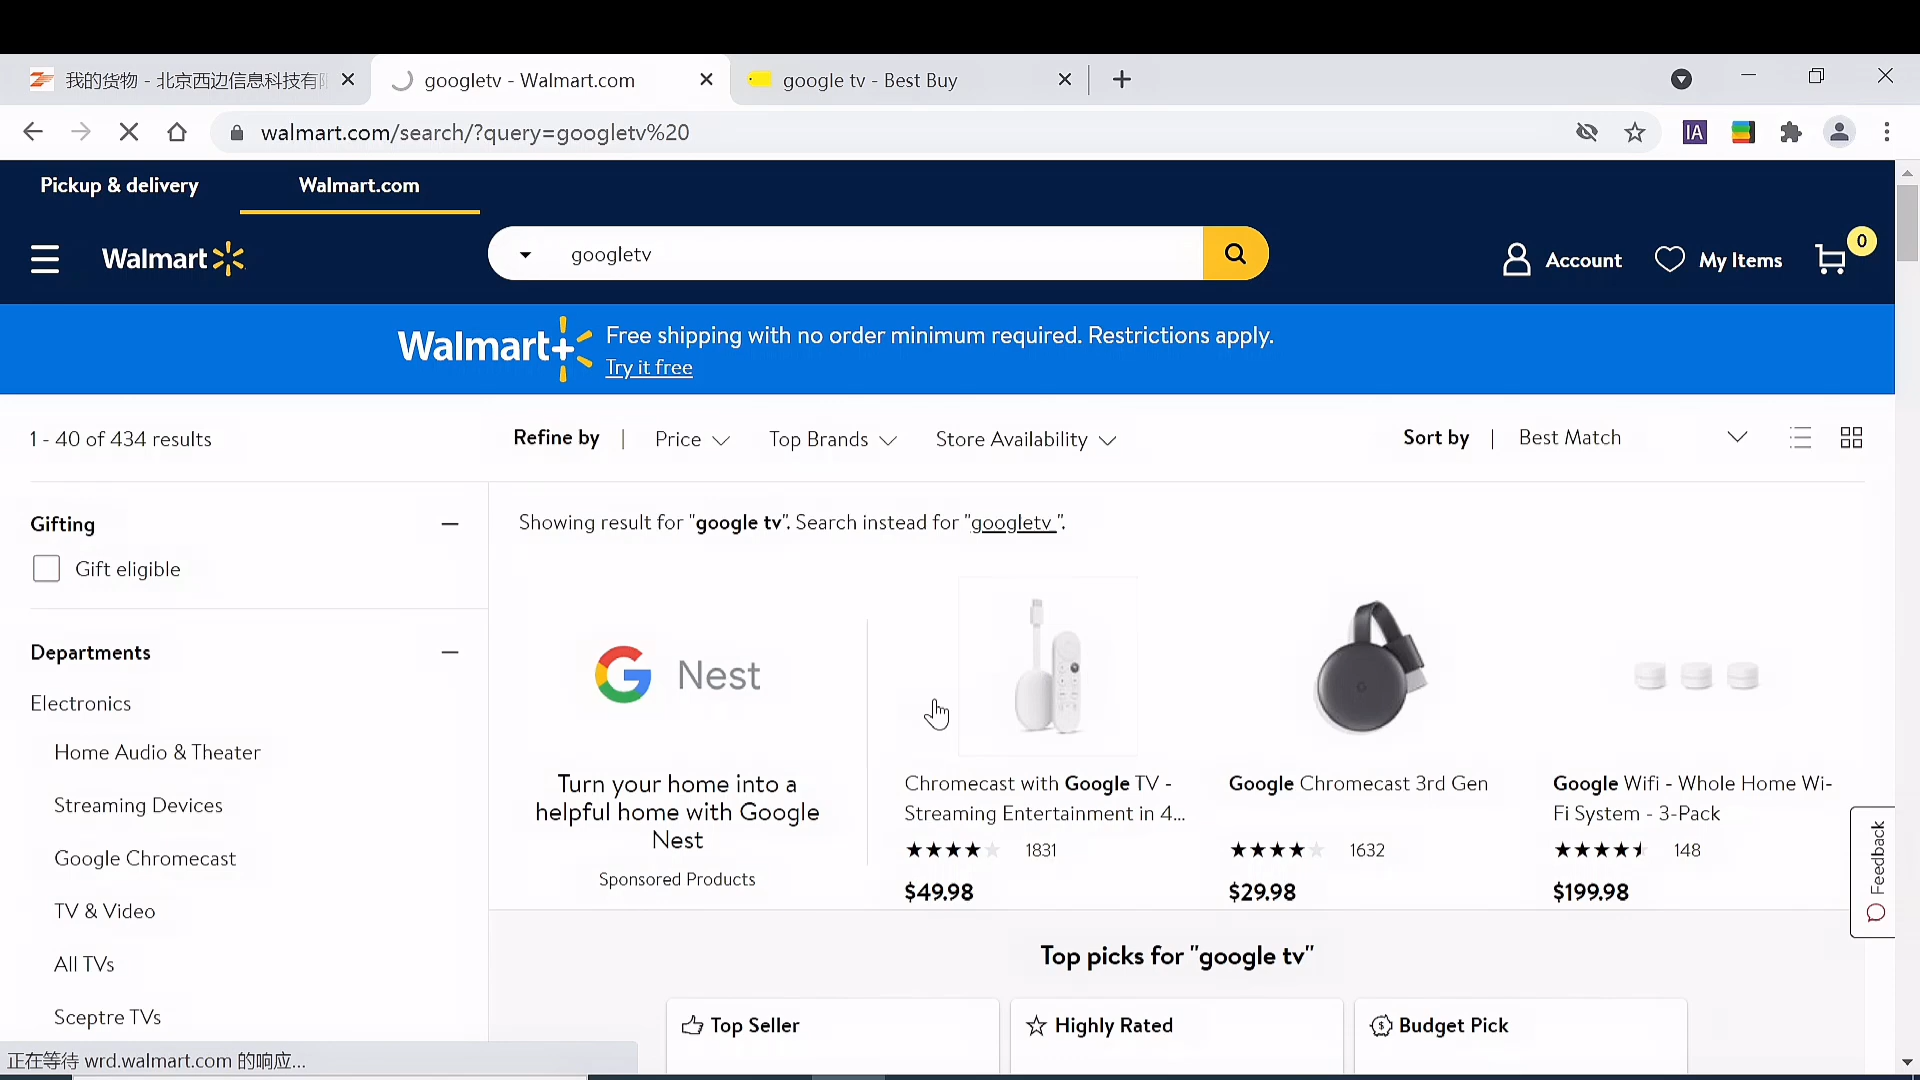 我的货物 - 北京西边信息科技有
googletv - Walmart.com
google tv - Best Buy
walmart.com/search/?query=googletv%20
IA
Pickup & delivery
Walmart.com
Walmart
googletv
Account
My Items
0
Walmart+
Free shipping with no order minimum required. Restrictions apply.
Try it free
1 - 40 of 434 results
Refine by | Price
Top Brands
Store Availability
Sort by | Best Match
Gifting
Gift eligible
Departments
Electronics
Home Audio & Theater
Streaming Devices
Google Chromecast
TV & Video
All TVs
Sceptre TVs
Showing result for "google tv". Search instead for "googletv ".
G Nest
Turn your home into a
helpful home with Google
Nest
Sponsored Products
Chromecast with Google TV -
Streaming Entertainment in 4...
1831
$49.98
Google Chromecast 3rd Gen
1632
$29.98
Google Wifi - Whole Home Wi-
Fi System - 3-Pack
148
$199.98
Feedback
Top picks for "google tv"
Top Seller
Highly Rated
Budget Pick
正在等待 wrd.walmart.com 的响应...